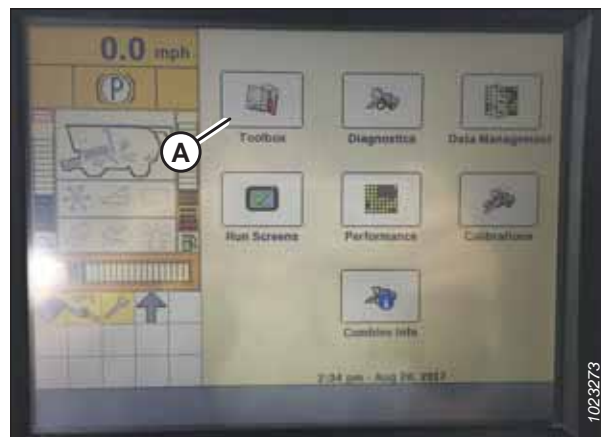 0.0 mph
(P)
A
Toolbox Diagnostics Data Management
Run Screens Performance Calibrations
Combine Info
2:34 pm - Aug 24, 2017
1023273